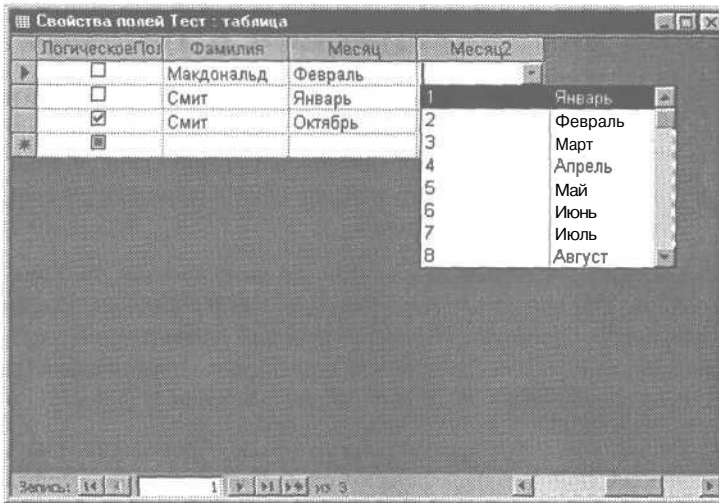 Свойства полей Тест : таблица
ЛогическоеПол Фамилия Месяц Месяц2
Макдональд Февраль
Смит Январь
Смит Октябрь
1 Январь
2 Февраль
3 Март
4 Апрель
5 Май
6 Июнь
7 Июль
8 Август
Запись: 1 из 3